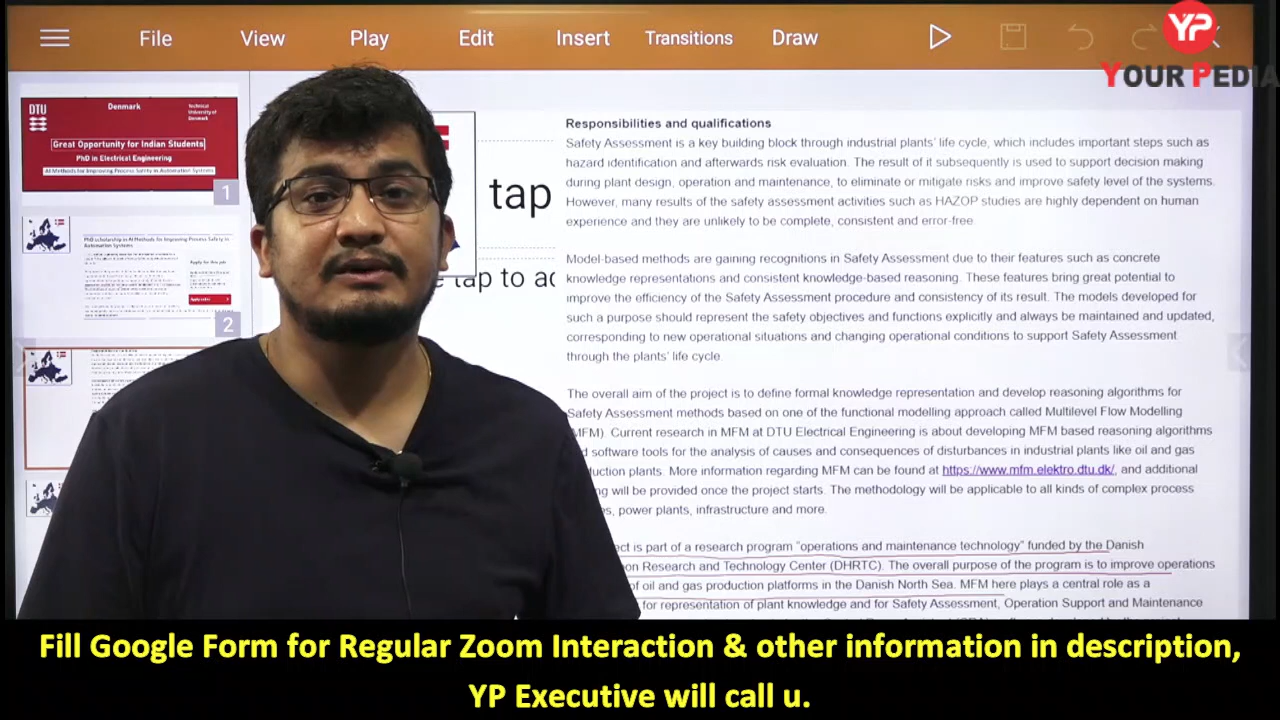 File View Play Edit Insert Transitions Draw
YP
YOUR PEDIA
DTU
Denmark
Technical
University of
Denmark
Great Opportunity for Indian Students
PhD in Electrical Engineering
AI Methods for Improving Process Safety in Automation Systems
1
PhD scholarship in AI Methods for Improving Process Safety in
Automation Systems
Apply for this job
2
tap
tap to ad
Responsibilities and qualifications
Safety Assessment is a key building block through industrial plants' life cycle, which includes important steps such as
hazard identification and afterwards risk evaluation. The result of it subsequently is used to support decision making
during plant design, operation and maintenance, to eliminate or mitigate risks and improve safety level of the systems.
However, many results of the safety assessment activities such as HAZOP studies are highly dependent on human
experience and they are unlikely to be complete, consistent and error-free
Model-based methods are gaining recognitions in Safety Assessment due to their features such as concrete
knowledge representations and consistent knowledge-based reasoning. These features bring great potential to
improve the efficiency of the Safety Assessment procedure and consistency of its result. The models developed for
such a purpose should represent the safety objectives and functions explicitly and always be maintained and updated,
corresponding to new operational situations and changing operational conditions to support Safety Assessment
through the plants' life cycle.
The overall aim of the project is to define formal knowledge representation and develop reasoning algorithms for
Safety Assessment methods based on one of the functional modelling approach called Multilevel Flow Modelling
MFM). Current research in MFM at DTU Electrical Engineering is about developing MFM based reasoning algorithms
software tools for the analysis of causes and consequences of disturbances in industrial plants like oil and gas
uction plants. More information regarding MFM can be found at https://www.mfm.elektro.dtu.dk/, and additional
ng will be provided once the project starts. The methodology will be applicable to all kinds of complex process
es, power plants, infrastructure and more.
ect is part of a research program "operations and maintenance technology" funded by the Danish
on Research and Technology Center (DHRTC). The overall purpose of the program is to improve operations
of oil and gas production platforms in the Danish North Sea. MFM here plays a central role as a
for representation of plant knowledge and for Safety Assessment, Operation Support and Maintenance
Fill Google Form for Regular Zoom Interaction & other information in description,
YP Executive will call u.